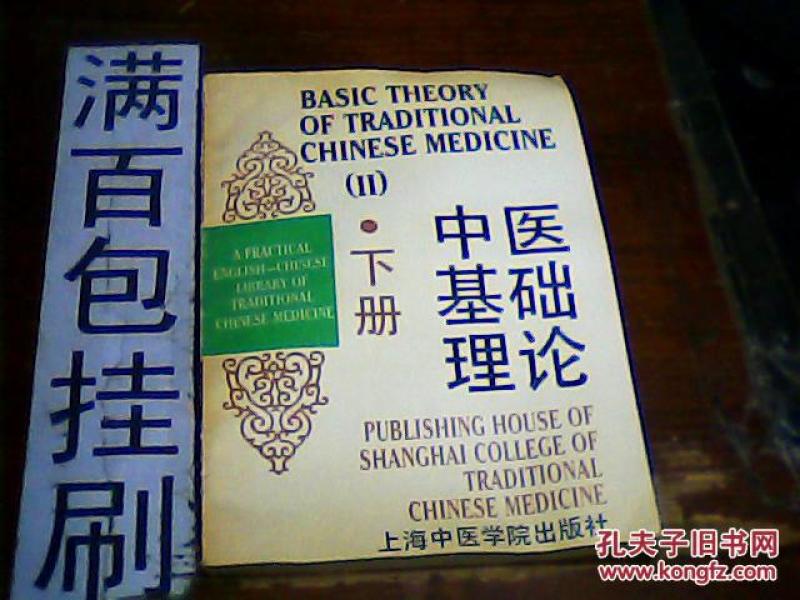 满百包挂刷
BASIC THEORY
OF TRADITIONAL
CHINESE MEDICINE
(II)
•下册
中医
基础
理论
A PRACTICAL
ENGLISH—CHINESE
LIBRARY OF
TRADITIONAL
CHINESE MEDICINE
PUBLISHING HOUSE OF
SHANGHAI COLLEGE OF
TRADITIONAL
CHINESE MEDICINE
上海中医学院出版社
孔夫子旧书网
www.kongfz.com